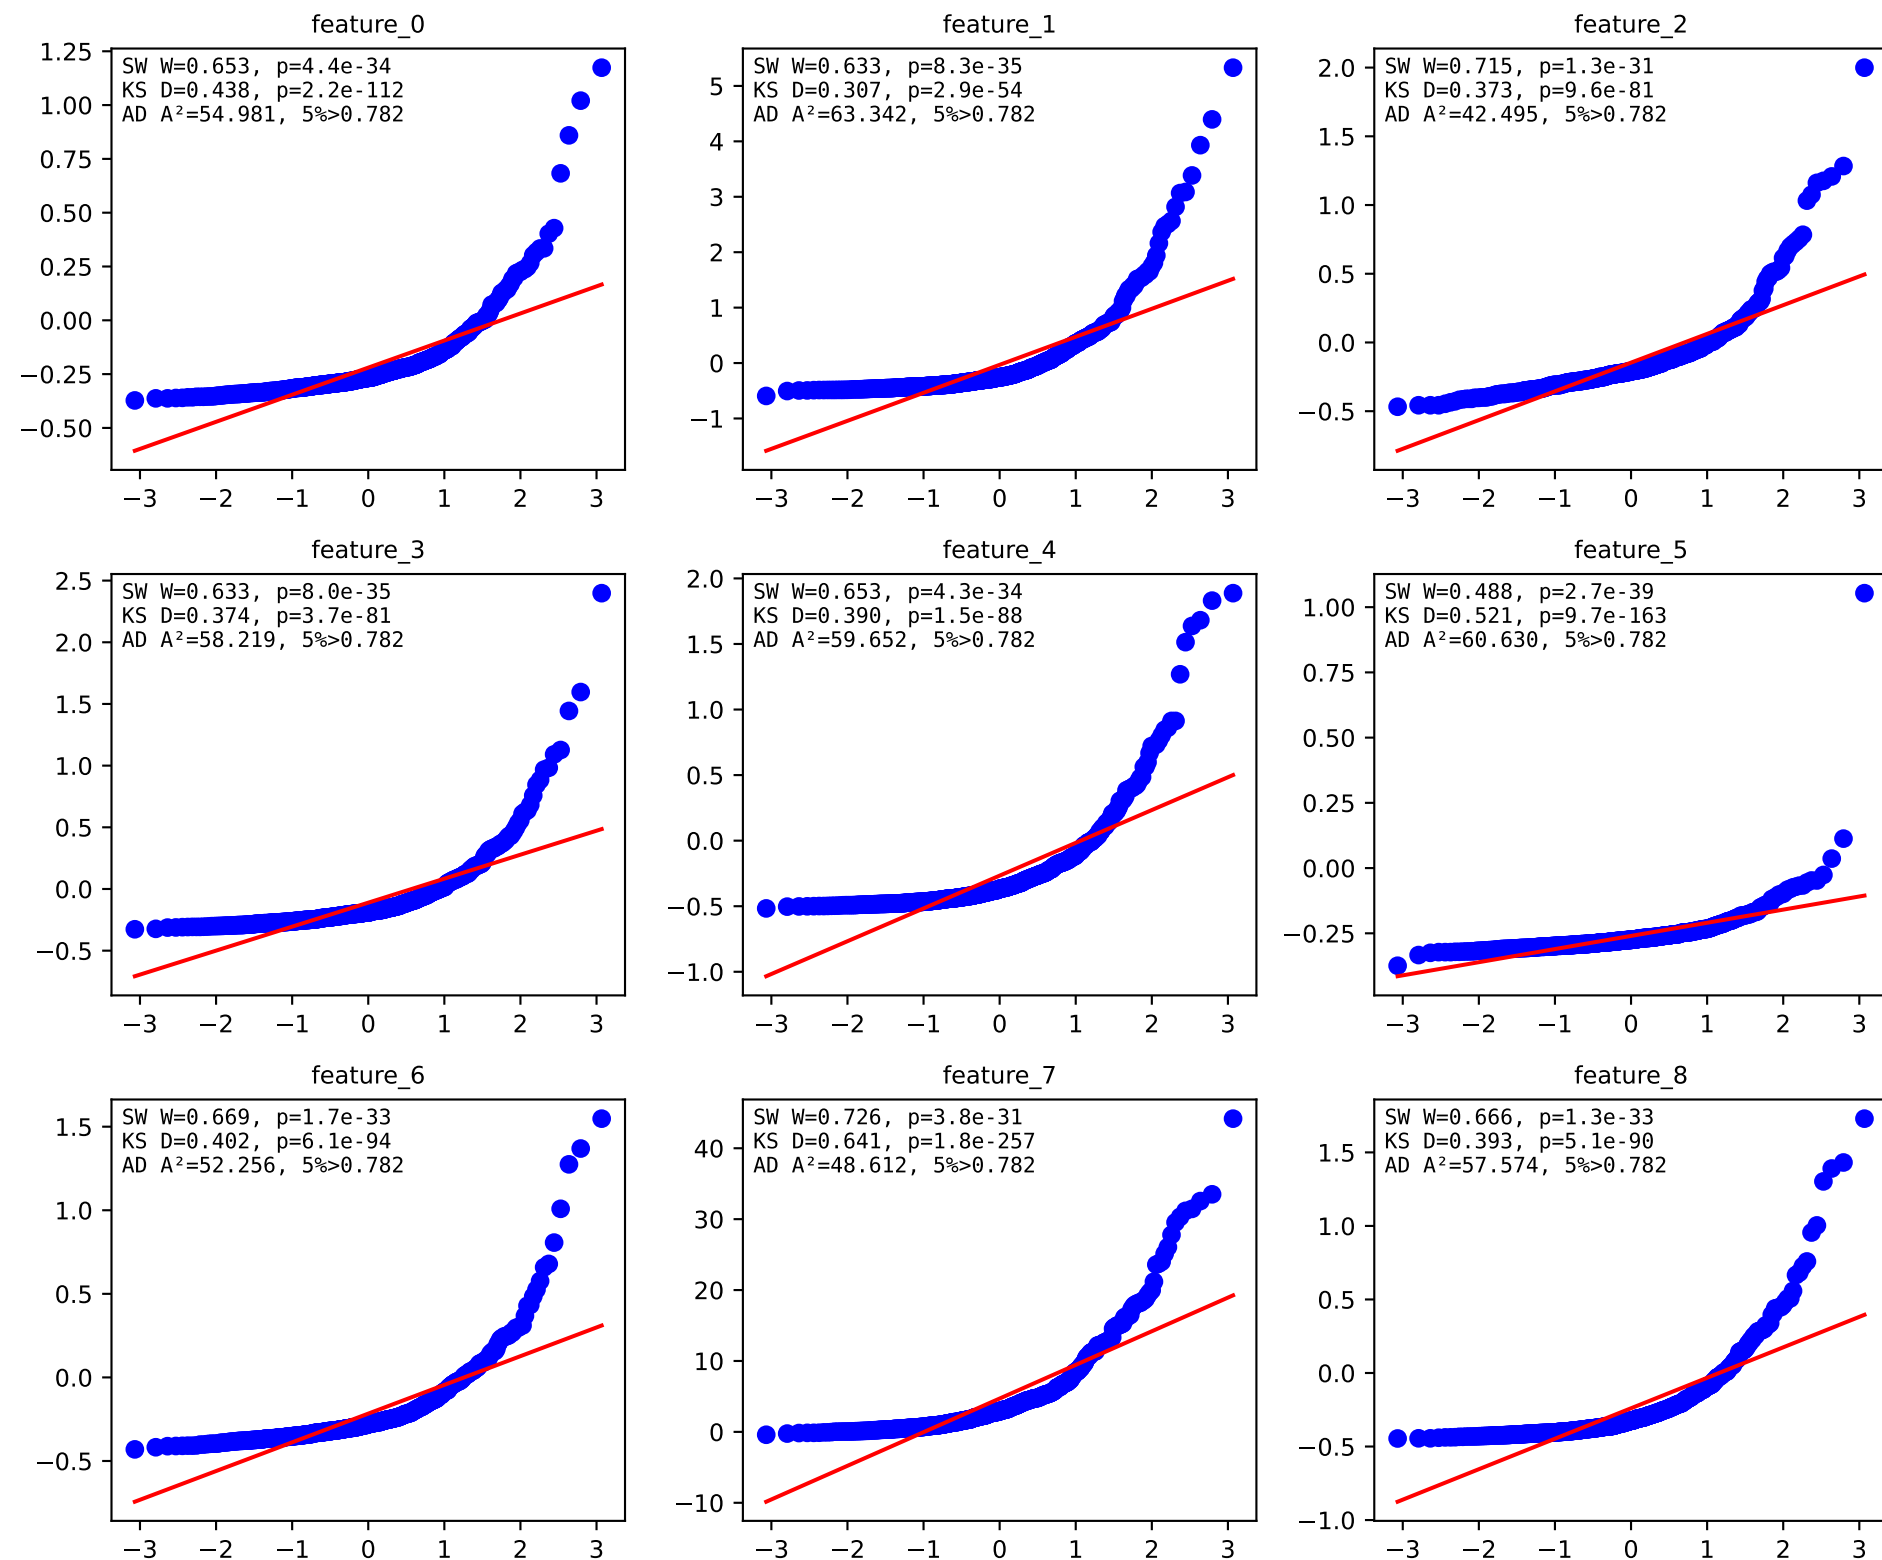 feature_0
SW W=0.653, p=4.4e-34
KS D=0.438, p=2.2e-112
AD A²=54.981, 5%>0.782
1.25
1.00
0.75
0.50
0.25
0.00
−0.25
−0.50
−3 −2 −1 0 1 2 3
feature_1
SW W=0.633, p=8.3e-35
KS D=0.307, p=2.9e-54
AD A²=63.342, 5%>0.782
5
4
3
2
1
0
−1
−3 −2 −1 0 1 2 3
feature_2
SW W=0.715, p=1.3e-31
KS D=0.373, p=9.6e-81
AD A²=42.495, 5%>0.782
2.0
1.5
1.0
0.5
0.0
−0.5
−3 −2 −1 0 1 2 3
feature_3
SW W=0.633, p=8.0e-35
KS D=0.374, p=3.7e-81
AD A²=58.219, 5%>0.782
2.5
2.0
1.5
1.0
0.5
0.0
−0.5
−3 −2 −1 0 1 2 3
feature_4
SW W=0.653, p=4.3e-34
KS D=0.390, p=1.5e-88
AD A²=59.652, 5%>0.782
2.0
1.5
1.0
0.5
0.0
−0.5
−1.0
−3 −2 −1 0 1 2 3
feature_5
SW W=0.488, p=2.7e-39
KS D=0.521, p=9.7e-163
AD A²=60.630, 5%>0.782
1.00
0.75
0.50
0.25
0.00
−0.25
−3 −2 −1 0 1 2 3
feature_6
SW W=0.669, p=1.7e-33
KS D=0.402, p=6.1e-94
AD A²=52.256, 5%>0.782
1.5
1.0
0.5
0.0
−0.5
−3 −2 −1 0 1 2 3
feature_7
SW W=0.726, p=3.8e-31
KS D=0.641, p=1.8e-257
AD A²=48.612, 5%>0.782
40
30
20
10
0
−10
−3 −2 −1 0 1 2 3
feature_8
SW W=0.666, p=1.3e-33
KS D=0.393, p=5.1e-90
AD A²=57.574, 5%>0.782
1.5
1.0
0.5
0.0
−0.5
−1.0
−3 −2 −1 0 1 2 3